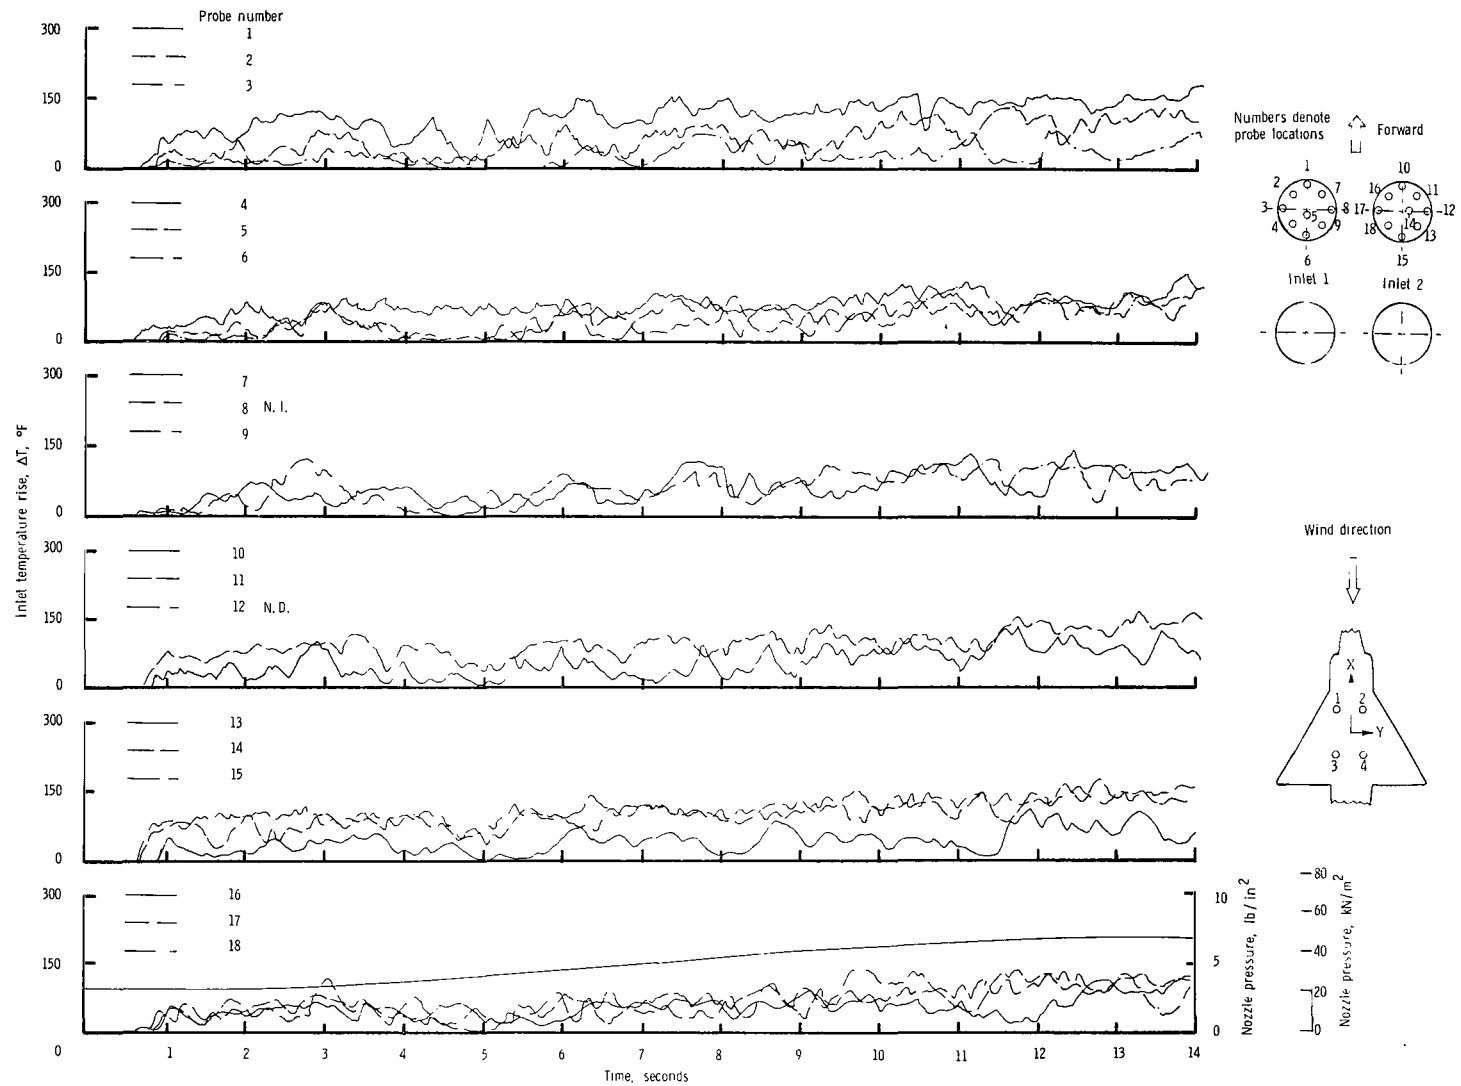 Probe number
300
1
2
3
150
0
4
300
5
6
150
0
300
7
8 N.I.
9
150
0
300
10
11
12 N.D.
150
0
300
13
14
15
150
0
300
16
17
18
150
0
1 2 3 4 5 6 7 8 9 10 11 12 13 14
Time, seconds
Inlet temperature rise, ΔT, °F
10
5
0
Nozzle pressure, lb/in²
80
60
40
20
0
Nozzle pressure, kN/m²
Numbers denote
probe locations
Forward
1 10
2 7 16 11
3 8 17 12
5 14
4 9 18 13
6 15
Inlet 1 Inlet 2
Wind direction
X
1 2
Y
3 4